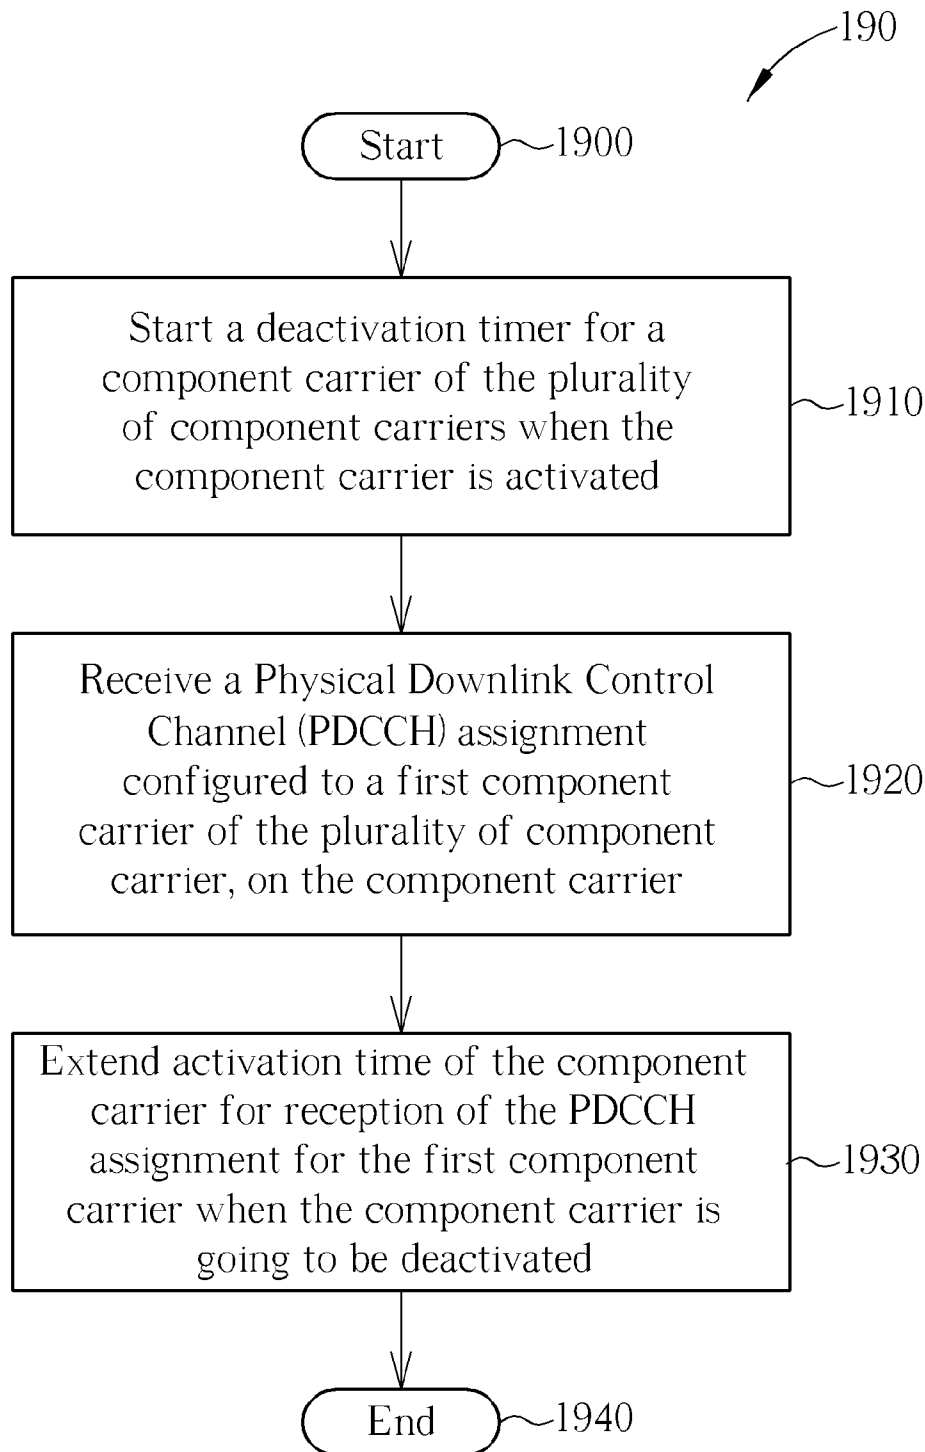 190
Start
1900
Start a deactivation timer for a
component carrier of the plurality
of component carriers when the
component carrier is activated
1910
Receive a Physical Downlink Control
Channel (PDCCH) assignment
configured to a first component
carrier of the plurality of component
carrier, on the component carrier
1920
Extend activation time of the component
carrier for reception of the PDCCH
assignment for the first component
carrier when the component carrier is
going to be deactivated
1930
End
1940